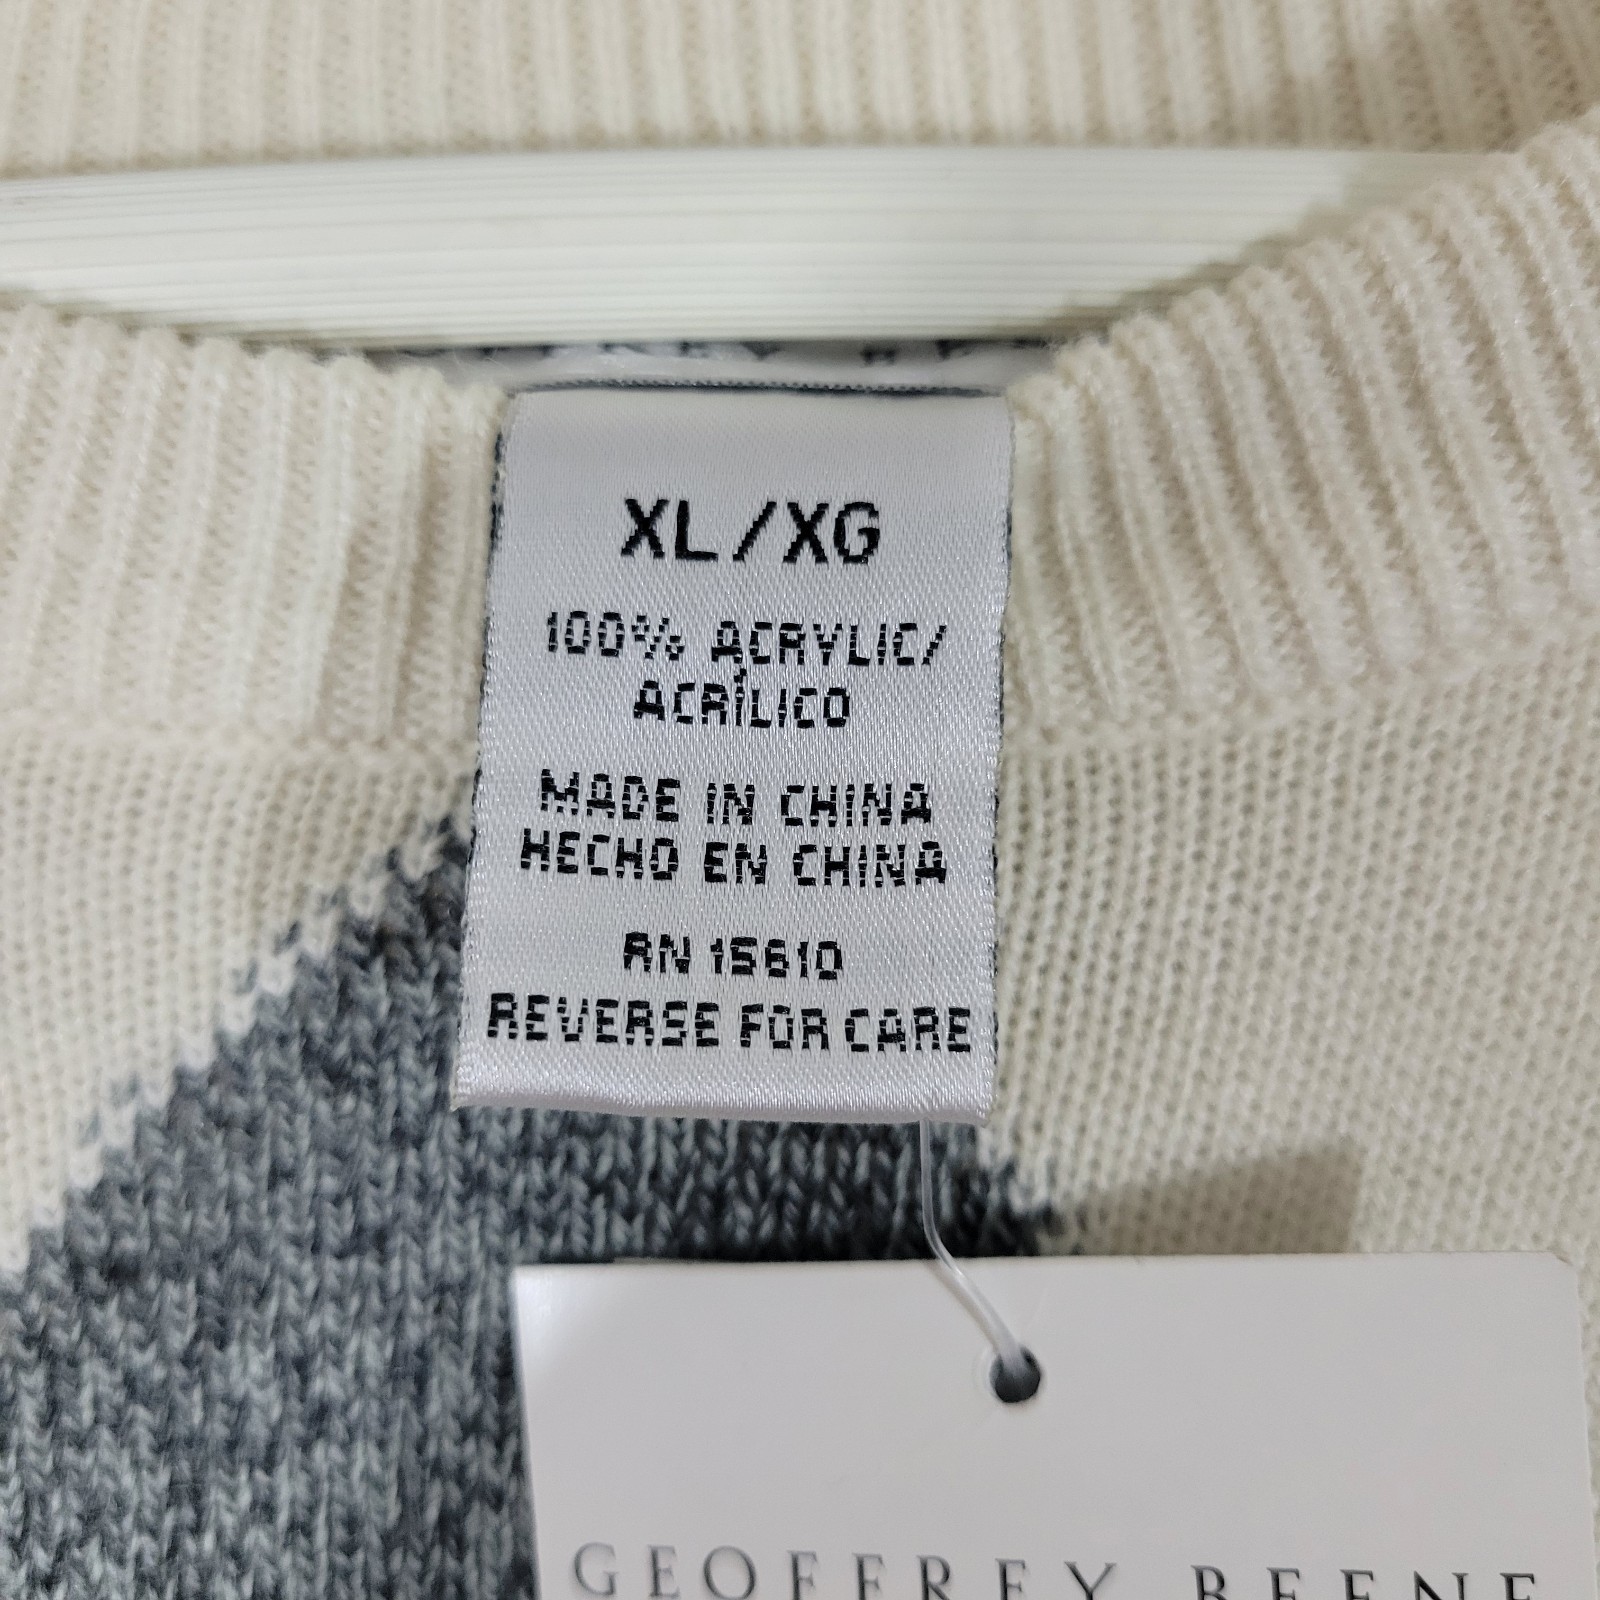 XL/XG
100% ACRYLIC/
ACRÍLICO
MADE IN CHINA
HECHO EN CHINA
RN 15610
REVERSE FOR CARE
GEOFFREY BEENE